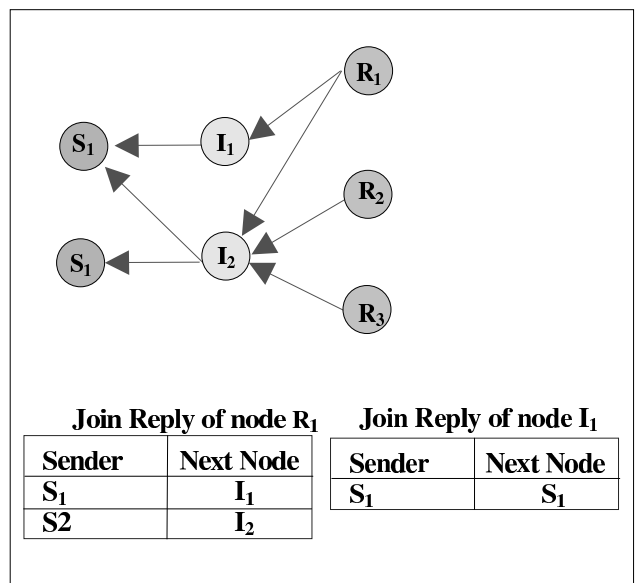 R₁
S₁
I₁
R₂
S₁
I₂
R₃
Join Reply of node R₁
Sender Next Node
S₁ I₁
S2 I₂
Join Reply of node I₁
Sender Next Node
S₁ S₁